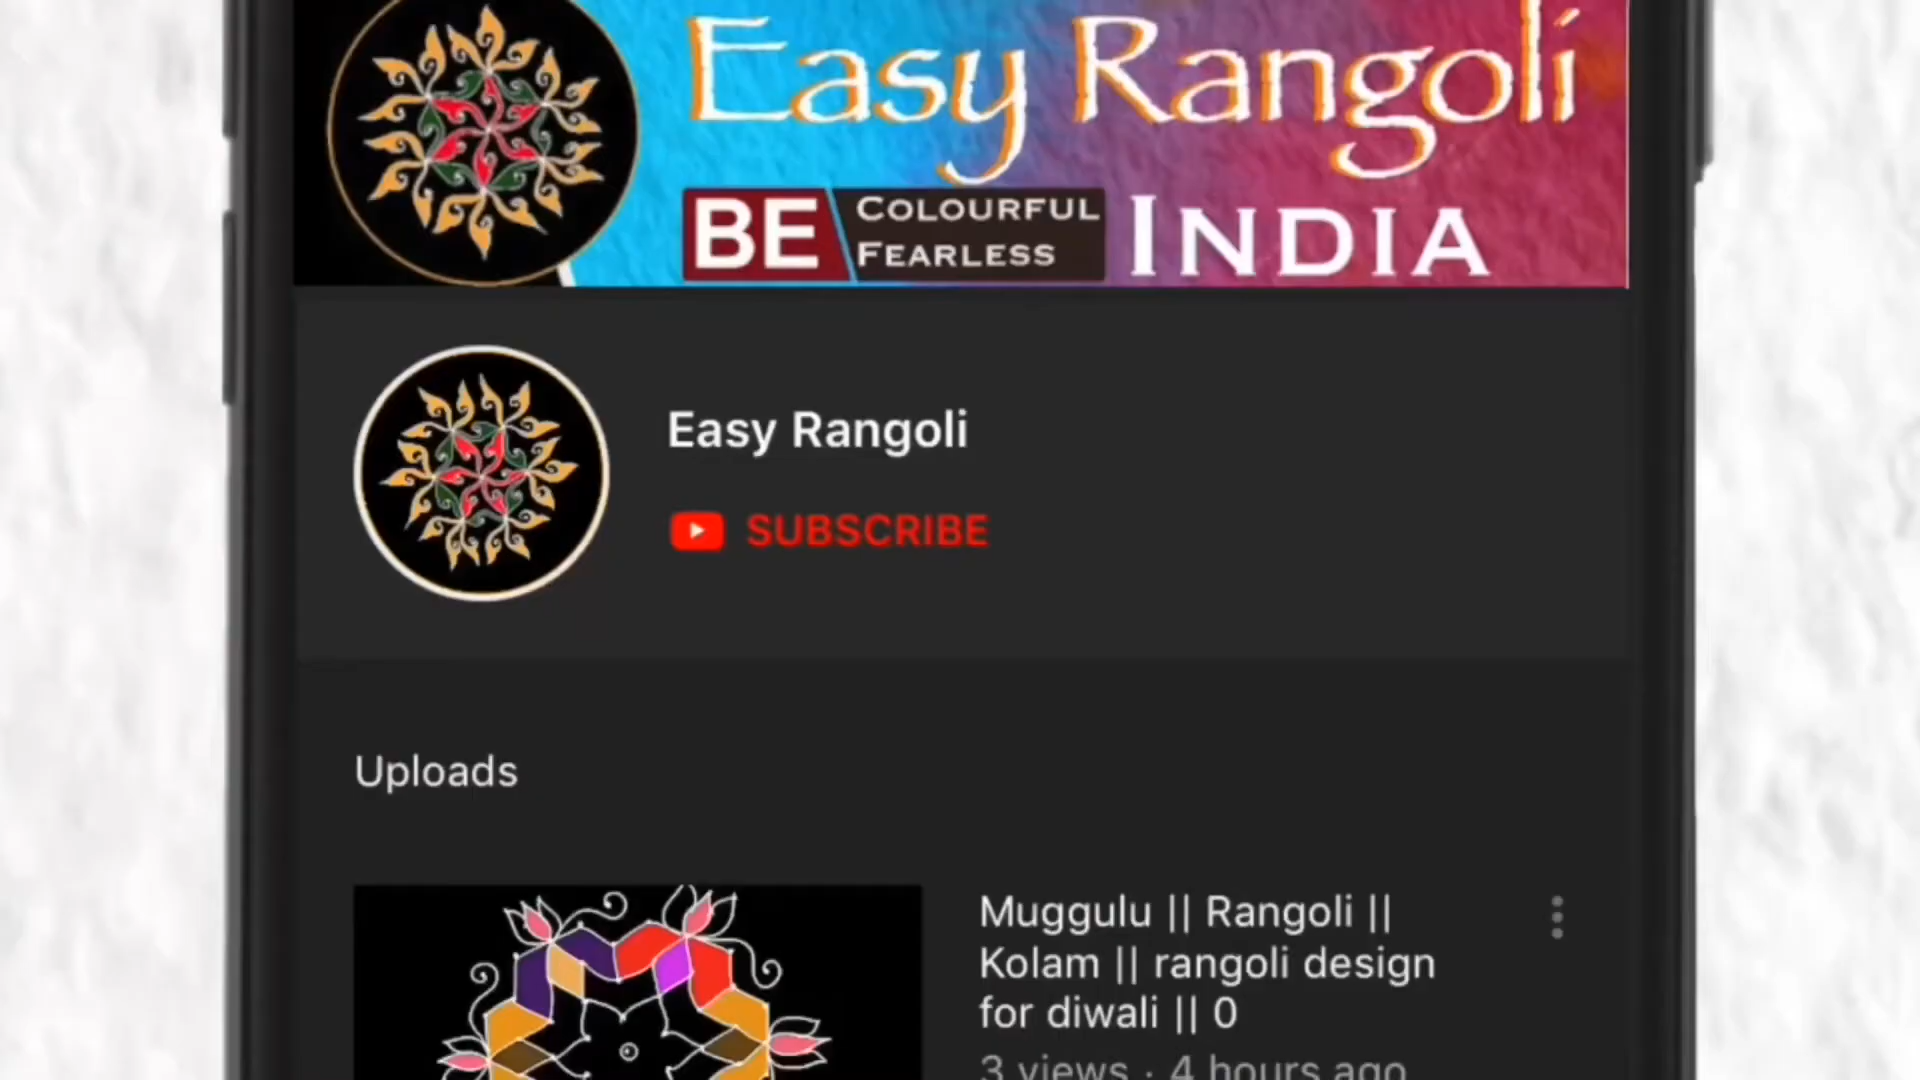 Easy Rangoli
BE COLOURFUL FEARLESS INDIA
Easy Rangoli
SUBSCRIBE
Uploads
Muggulu || Rangoli ||
Kolam || rangoli design
for diwali || 0
3 views · 4 hours ago